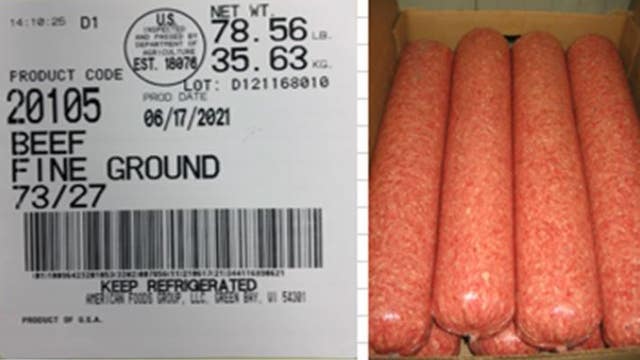 14:10:25 D1
U.S.
INSPECTED
AND PASSED BY
DEPARTMENT OF
AGRICULTURE
EST. 18076
NET WT.
78.56 LB.
35.63 KG.
LOT: D121168010
PRODUCT CODE
20105
PROD DATE
06/17/2021
BEEF
FINE GROUND
73/27
KEEP REFRIGERATED
AMERICAN FOODS GROUP, LLC. GREEN BAY, WI 54301
PRODUCT OF U.S.A.